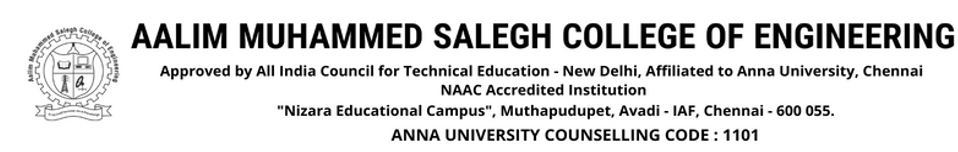 AALIM MUHAMMED SALEGH COLLEGE OF ENGINEERING
Approved by All India Council for Technical Education - New Delhi, Affiliated to Anna University, Chennai
NAAC Accredited Institution
"Nizara Educational Campus", Muthapudupet, Avadi - IAF, Chennai - 600 055.
ANNA UNIVERSITY COUNSELLING CODE : 1101
Aalim Muhammed Salegh College of Engineering